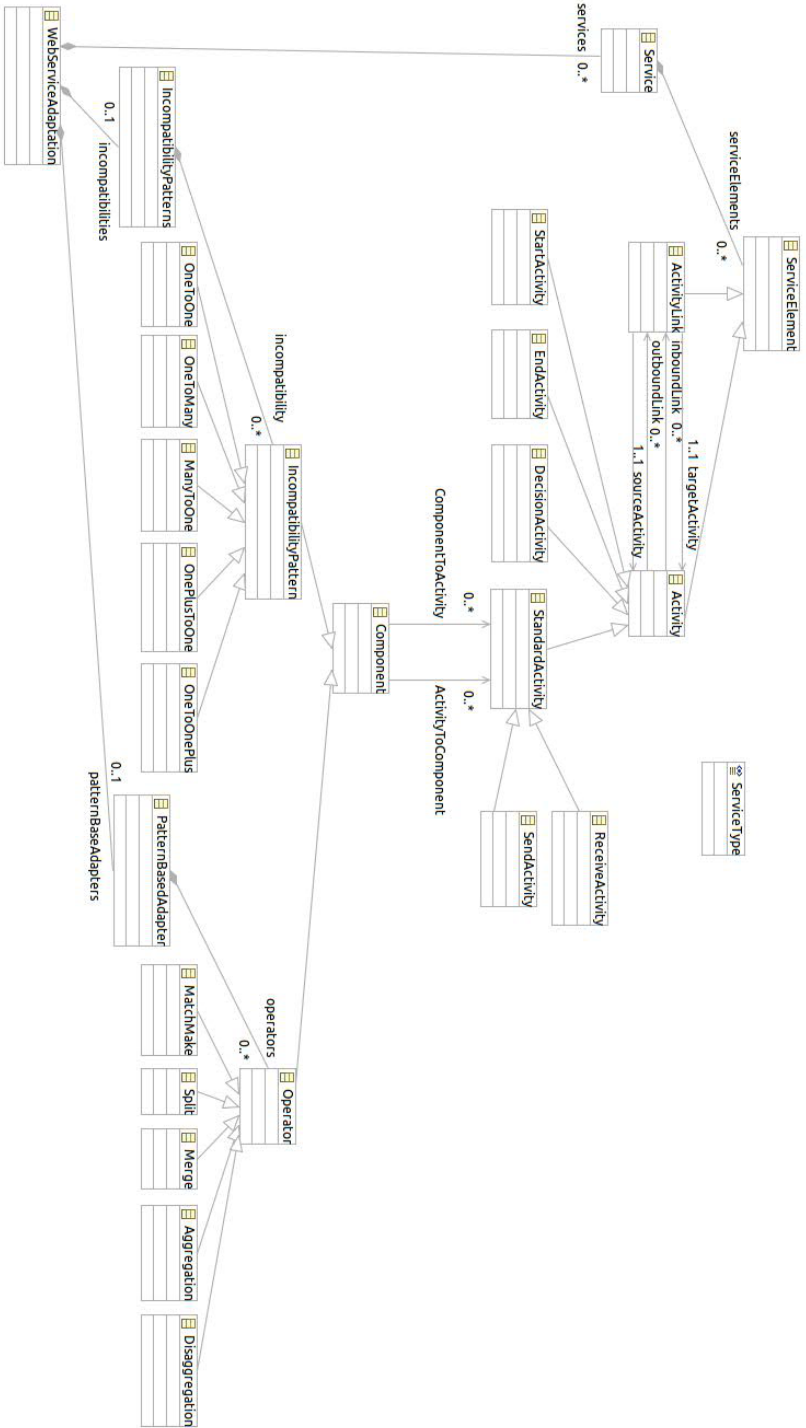 ServiceElement
ServiceType
serviceElements
0..*
Service
services
0..*
ActivityLink
inboundLink
0..*
1..1
targetActivity
outboundLink
0..*
1..1
sourceActivity
Activity
StartActivity
EndActivity
DecisionActivity
StandardActivity
ReceiveActivity
SendActivity
ComponentToActivity
0..*
0..*
ActivityToComponent
Component
incompatibility
0..*
IncompatibilityPattern
operators
0..*
Operator
OneToOne
OneToMany
ManyToOne
OnePlusToOne
OneToOnePlus
MatchMake
Split
Merge
Aggregation
Disaggregation
IncompatibilityPatterns
0..1
incompatibilities
PatternBasedAdapter
0..1
patternBaseAdapters
WebServiceAdaptation